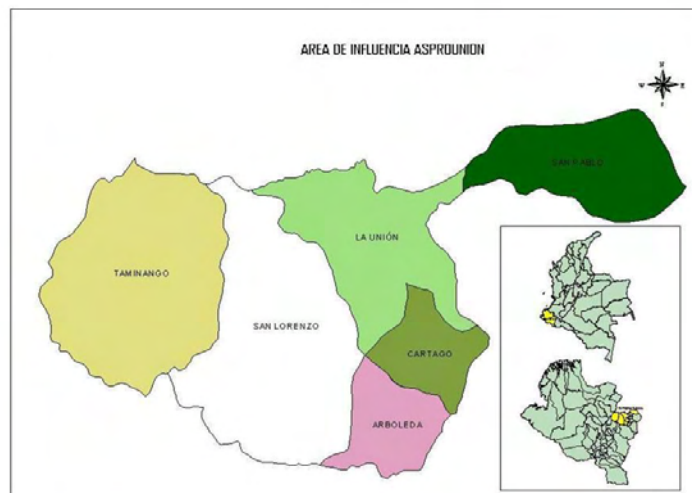 AREA DE INFLUENCIA ASPROUNION
N
W E
S
SAN PABLO
LA UNIÓN
TAMINANGO
SAN LORENZO
CARTAGO
ARBOLEDA